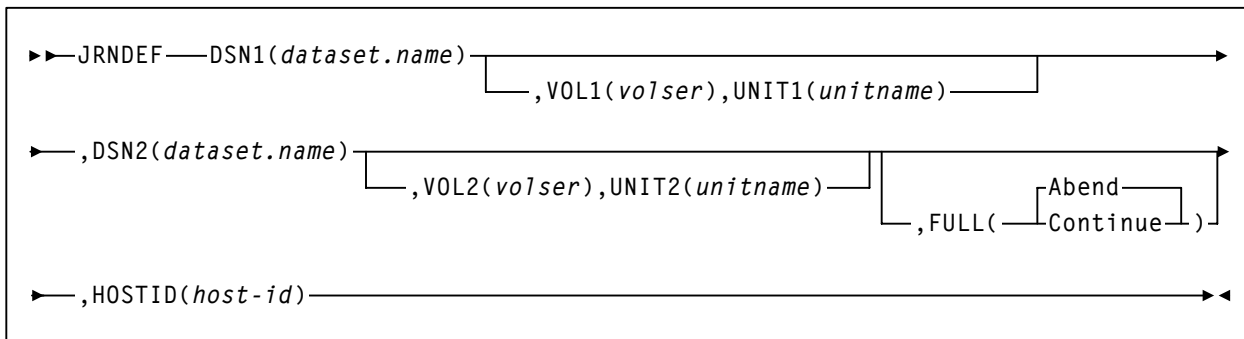 JRNDEF DSN1(dataset.name)
,VOL1(volser),UNIT1(unitname)
,DSN2(dataset.name)
,VOL2(volser),UNIT2(unitname)
,FULL( Abend
Continue )
,HOSTID(host-id)